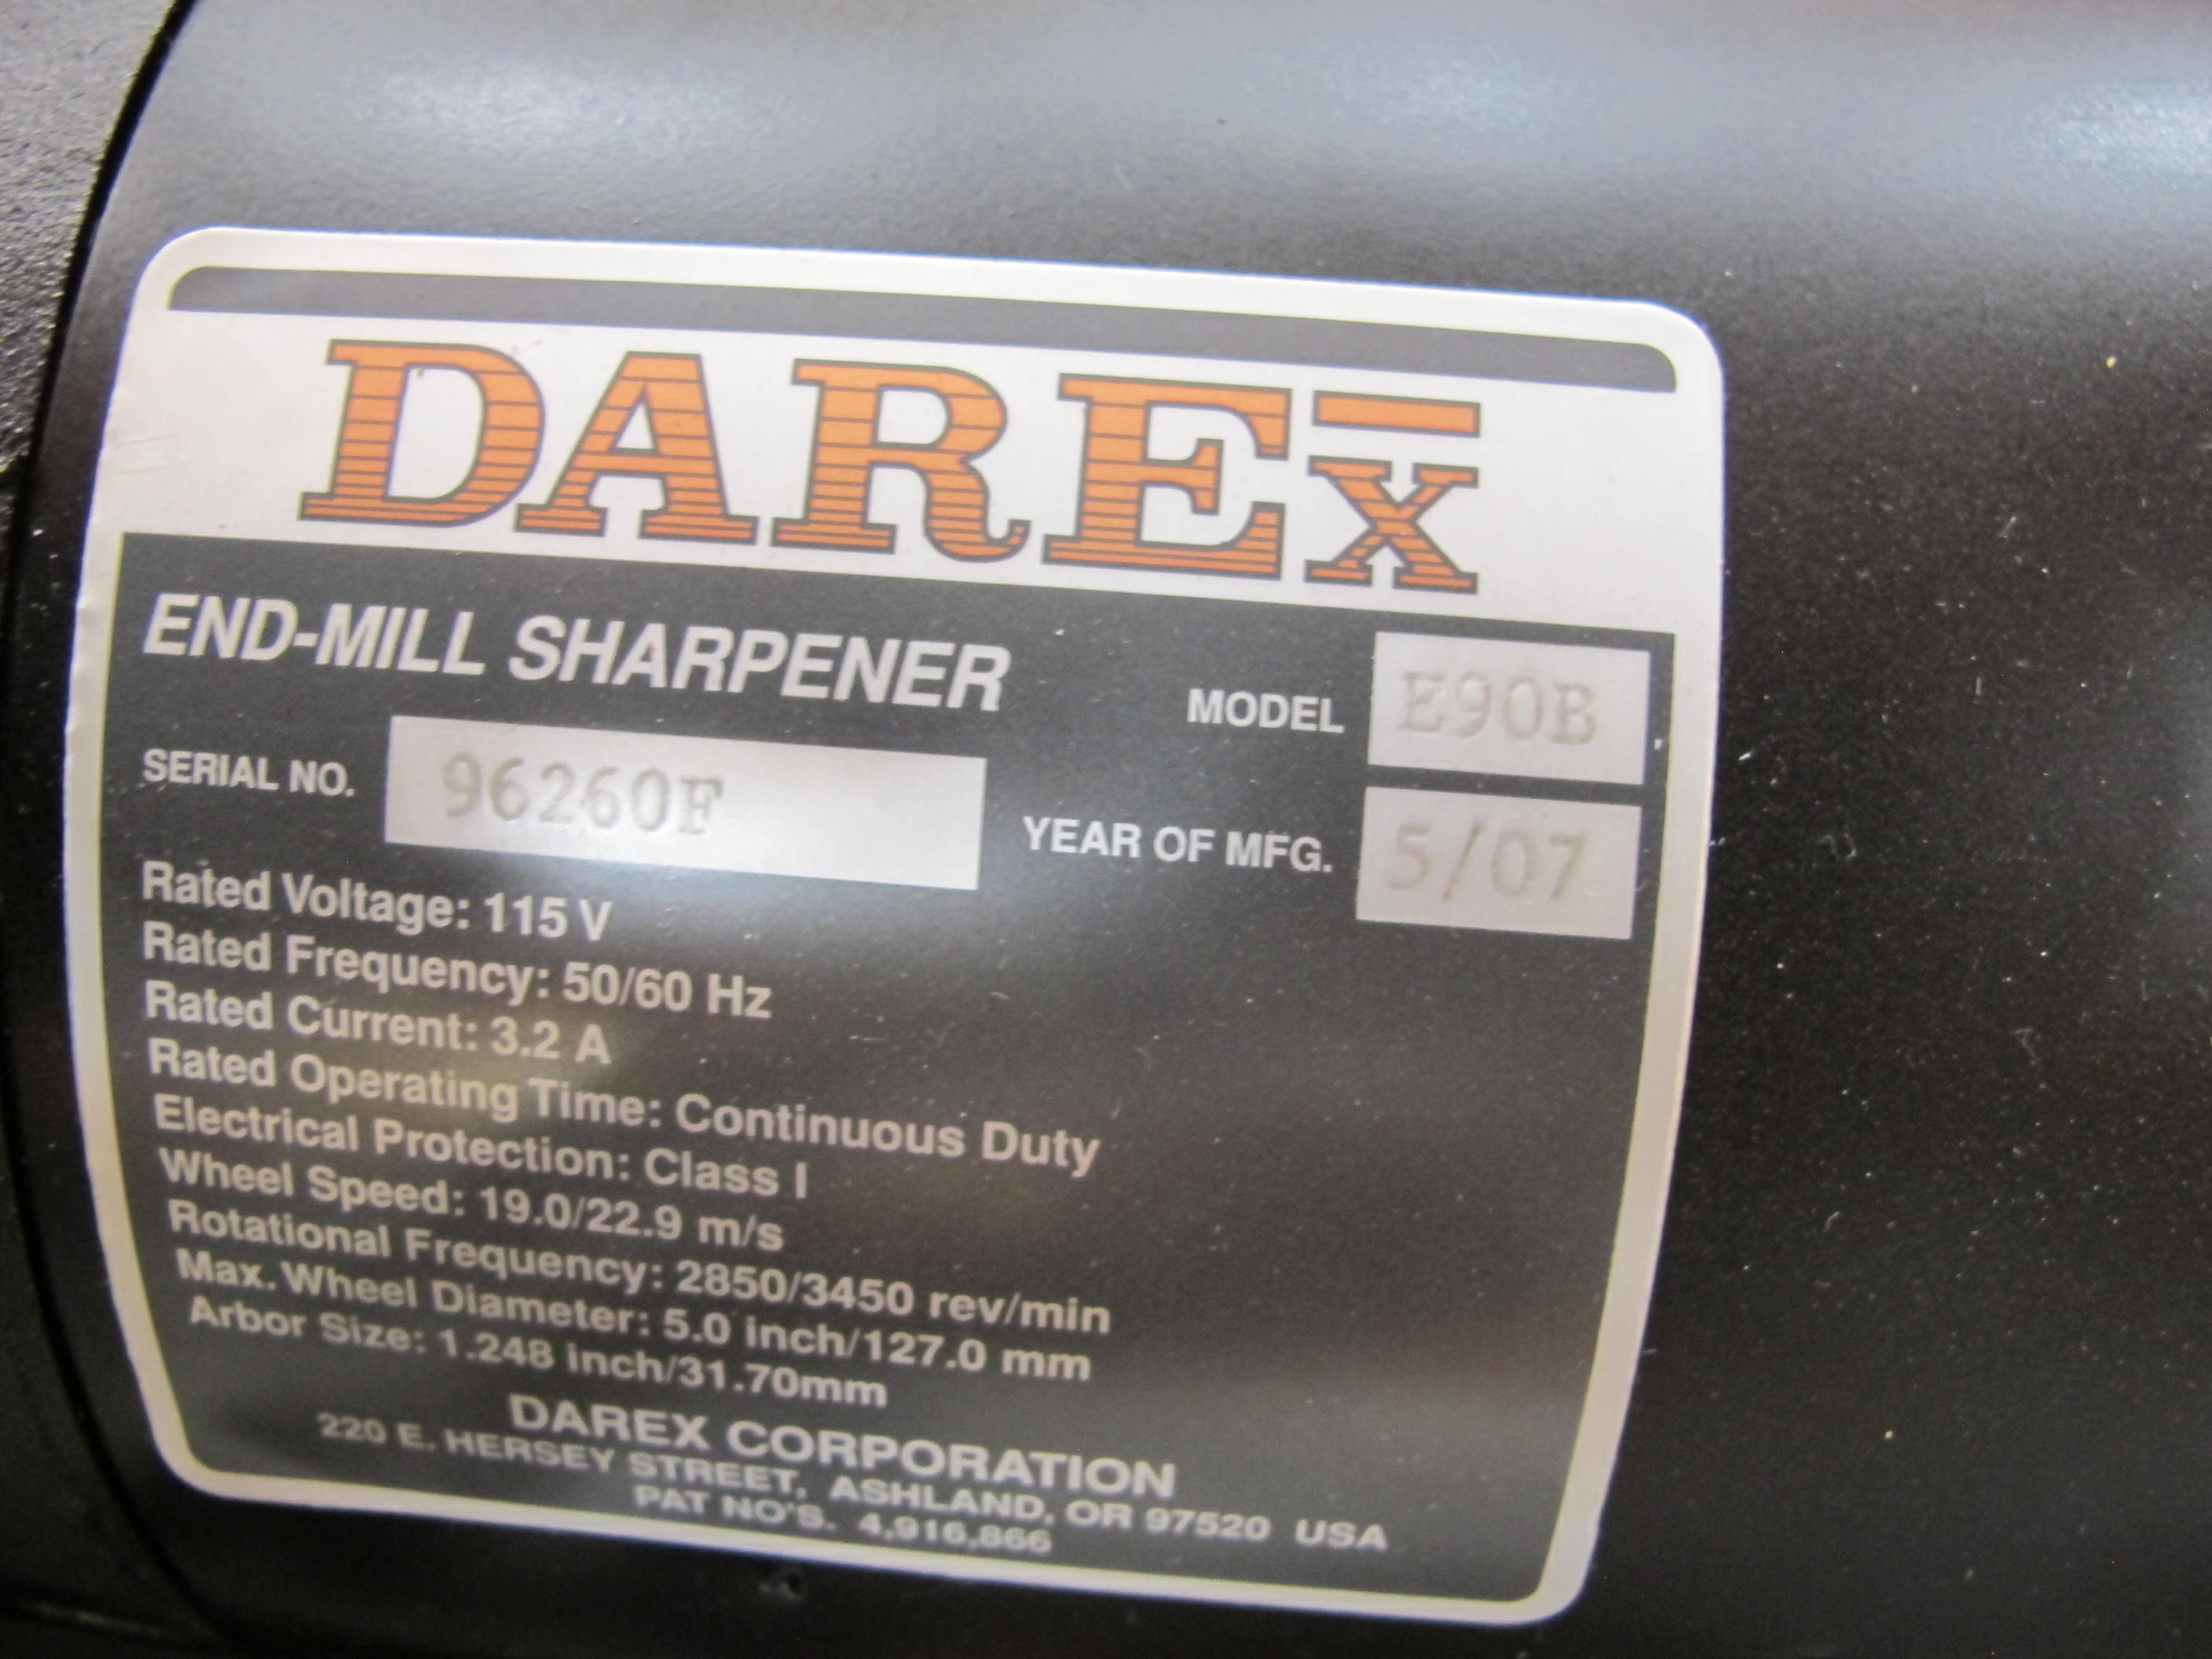 DAREX
END-MILL SHARPENER
MODEL E90B
SERIAL NO. 96260F
YEAR OF MFG. 5/07
Rated Voltage: 115 V
Rated Frequency: 50/60 Hz
Rated Current: 3.2 A
Rated Operating Time: Continuous Duty
Electrical Protection: Class I
Wheel Speed: 19.0/22.9 m/s
Rotational Frequency: 2850/3450 rev/min
Max. Wheel Diameter: 5.0 inch/127.0 mm
Arbor Size: 1.248 inch/31.70mm
DAREX CORPORATION
220 E. HERSEY STREET, ASHLAND, OR 97520 USA
PAT NO'S. 4,916,866